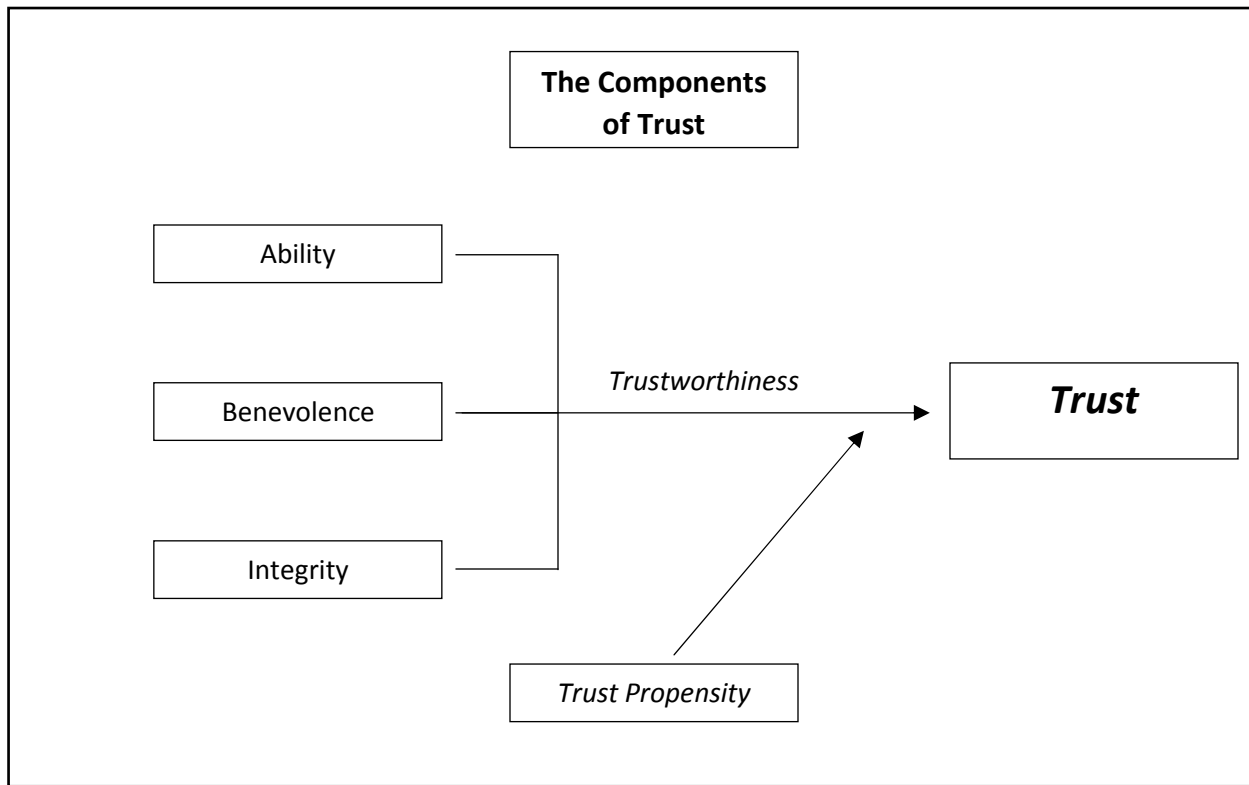 The Components
of Trust
Ability
Trustworthiness
Trust
Benevolence
Integrity
Trust Propensity